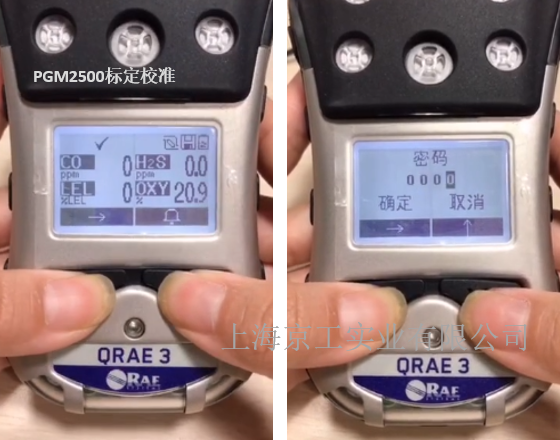 PGM2500标定校准
CO
ppm
0
H₂S
ppm
0.0
LEL
%LEL
0
OXY
%
20.9
QRAE 3
RAE
SYSTEMS
密码
0000
确定 取消
上海京工实业有限公司
QRAE 3
RAE
SYSTEMS